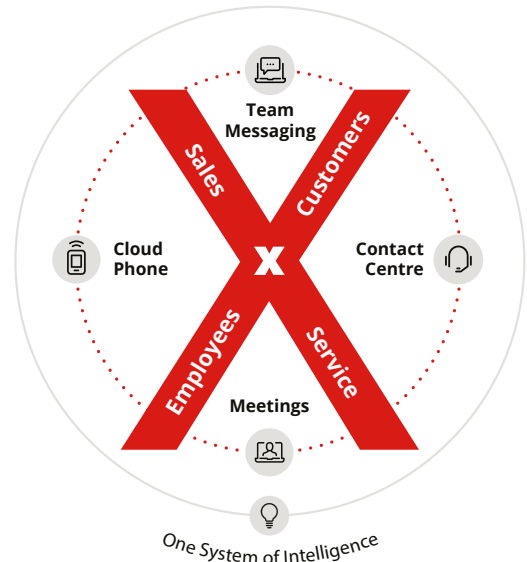 Team
Messaging
Sales
Customers
Cloud
Phone
X
Contact
Centre
Employees
Service
Meetings
One System of Intelligence